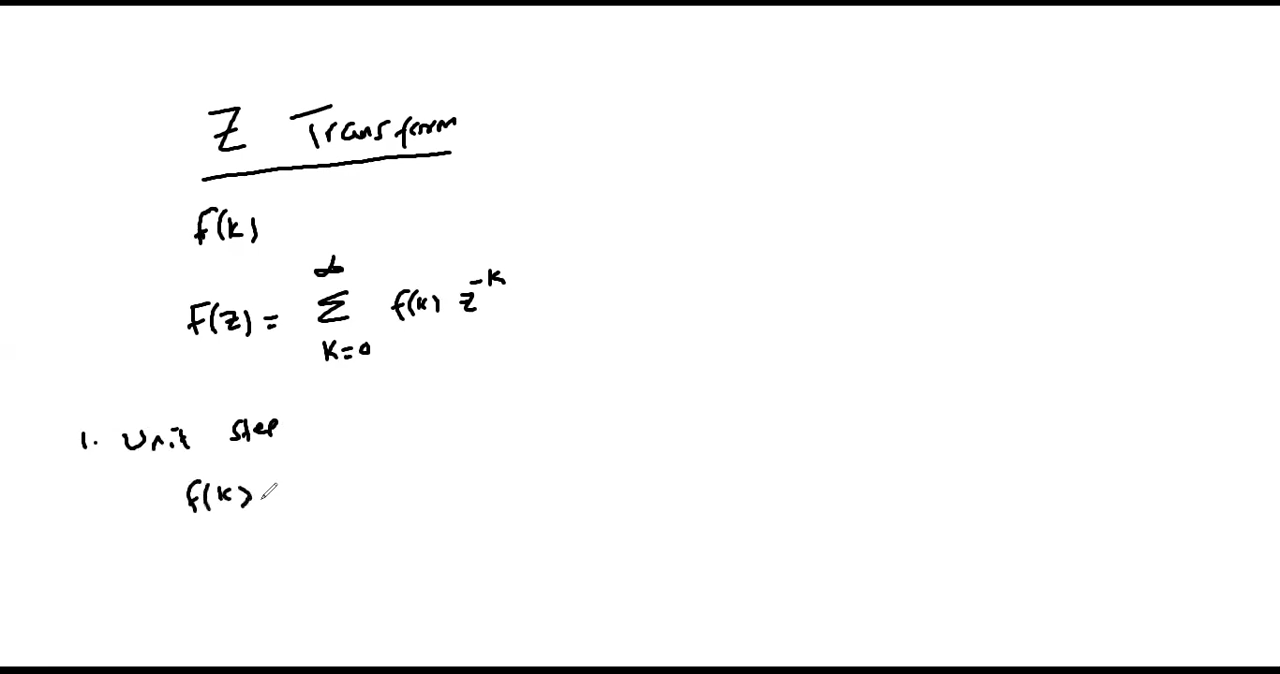 Z Transform
f(k)
F(z) = ∞ Σ k=0 f(k) z^-k
1. Unit step
f(k)